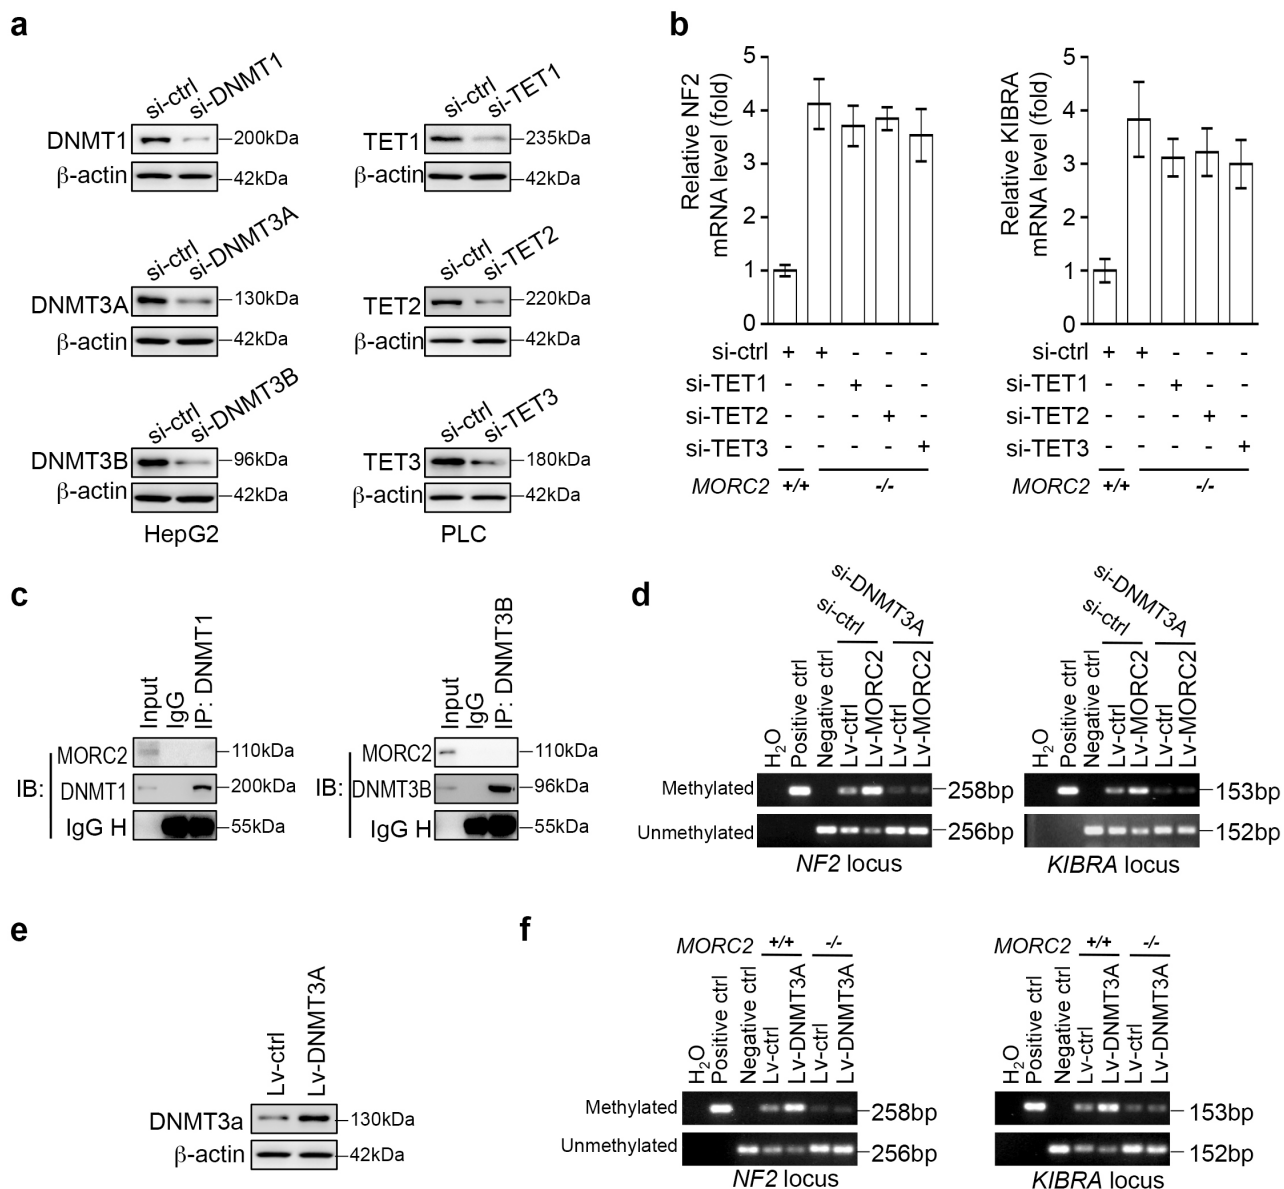 a
si-ctrl si-DNMT1
DNMT1 200kDa
β-actin 42kDa
si-ctrl si-TET1
TET1 235kDa
β-actin 42kDa
si-ctrl si-DNMT3A
DNMT3A 130kDa
β-actin 42kDa
si-ctrl si-TET2
TET2 220kDa
β-actin 42kDa
si-ctrl si-DNMT3B
DNMT3B 96kDa
β-actin 42kDa
HepG2
si-ctrl si-TET3
TET3 180kDa
β-actin 42kDa
PLC
b
Relative NF2
mRNA level (fold)
5
4
3
2
1
0
si-ctrl + + - - -
si-TET1 - - + - -
si-TET2 - - - + -
si-TET3 - - - - +
MORC2 +/+ -/-
Relative KIBRA
mRNA level (fold)
5
4
3
2
1
0
si-ctrl + + - - -
si-TET1 - - + - -
si-TET2 - - - + -
si-TET3 - - - - +
MORC2 +/+ -/-
c
Input IgG IP: DNMT1
IB:
MORC2 110kDa
DNMT1 200kDa
IgG H 55kDa
Input IgG IP: DNMT3B
IB:
MORC2 110kDa
DNMT3B 96kDa
IgG H 55kDa
d
si-ctrl si-DNMT3A
H2O Positive ctrl Negative ctrl Lv-ctrl Lv-MORC2 Lv-ctrl Lv-MORC2
Methylated 258bp
Unmethylated 256bp
NF2 locus
si-ctrl si-DNMT3A
H2O Positive ctrl Negative ctrl Lv-ctrl Lv-MORC2 Lv-ctrl Lv-MORC2
153bp
152bp
KIBRA locus
e
Lv-ctrl Lv-DNMT3A
DNMT3a 130kDa
β-actin 42kDa
f
MORC2 +/+ -/-
H2O Positive ctrl Negative ctrl Lv-ctrl Lv-DNMT3A Lv-ctrl Lv-DNMT3A
Methylated 258bp
Unmethylated 256bp
NF2 locus
MORC2 +/+ -/-
H2O Positive ctrl Negative ctrl Lv-ctrl Lv-DNMT3A Lv-ctrl Lv-DNMT3A
153bp
152bp
KIBRA locus